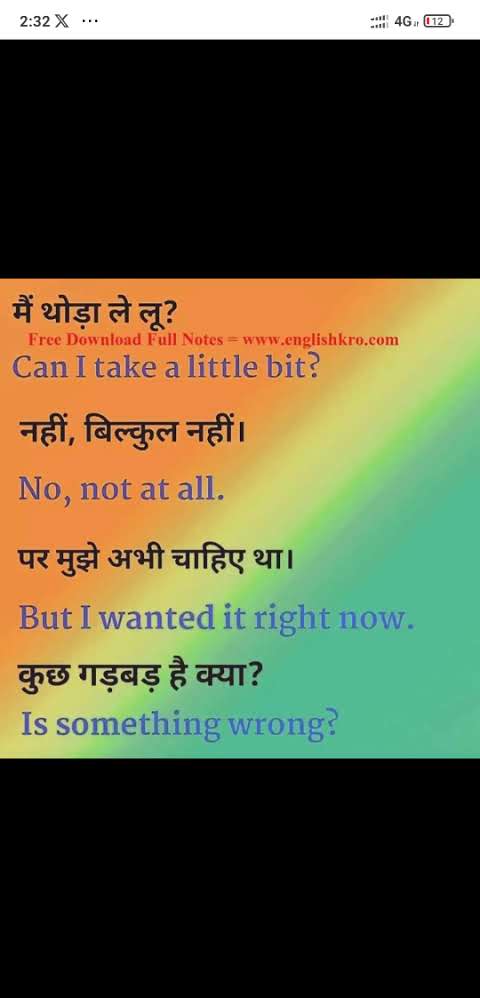 2:32 X ...
4G 12
मैं थोड़ा ले लू?
Free Download Full Notes = www.englishkro.com
Can I take a little bit?
नहीं, बिल्कुल नहीं।
No, not at all.
पर मुझे अभी चाहिए था।
But I wanted it right now.
कुछ गड़बड़ है क्या?
Is something wrong?